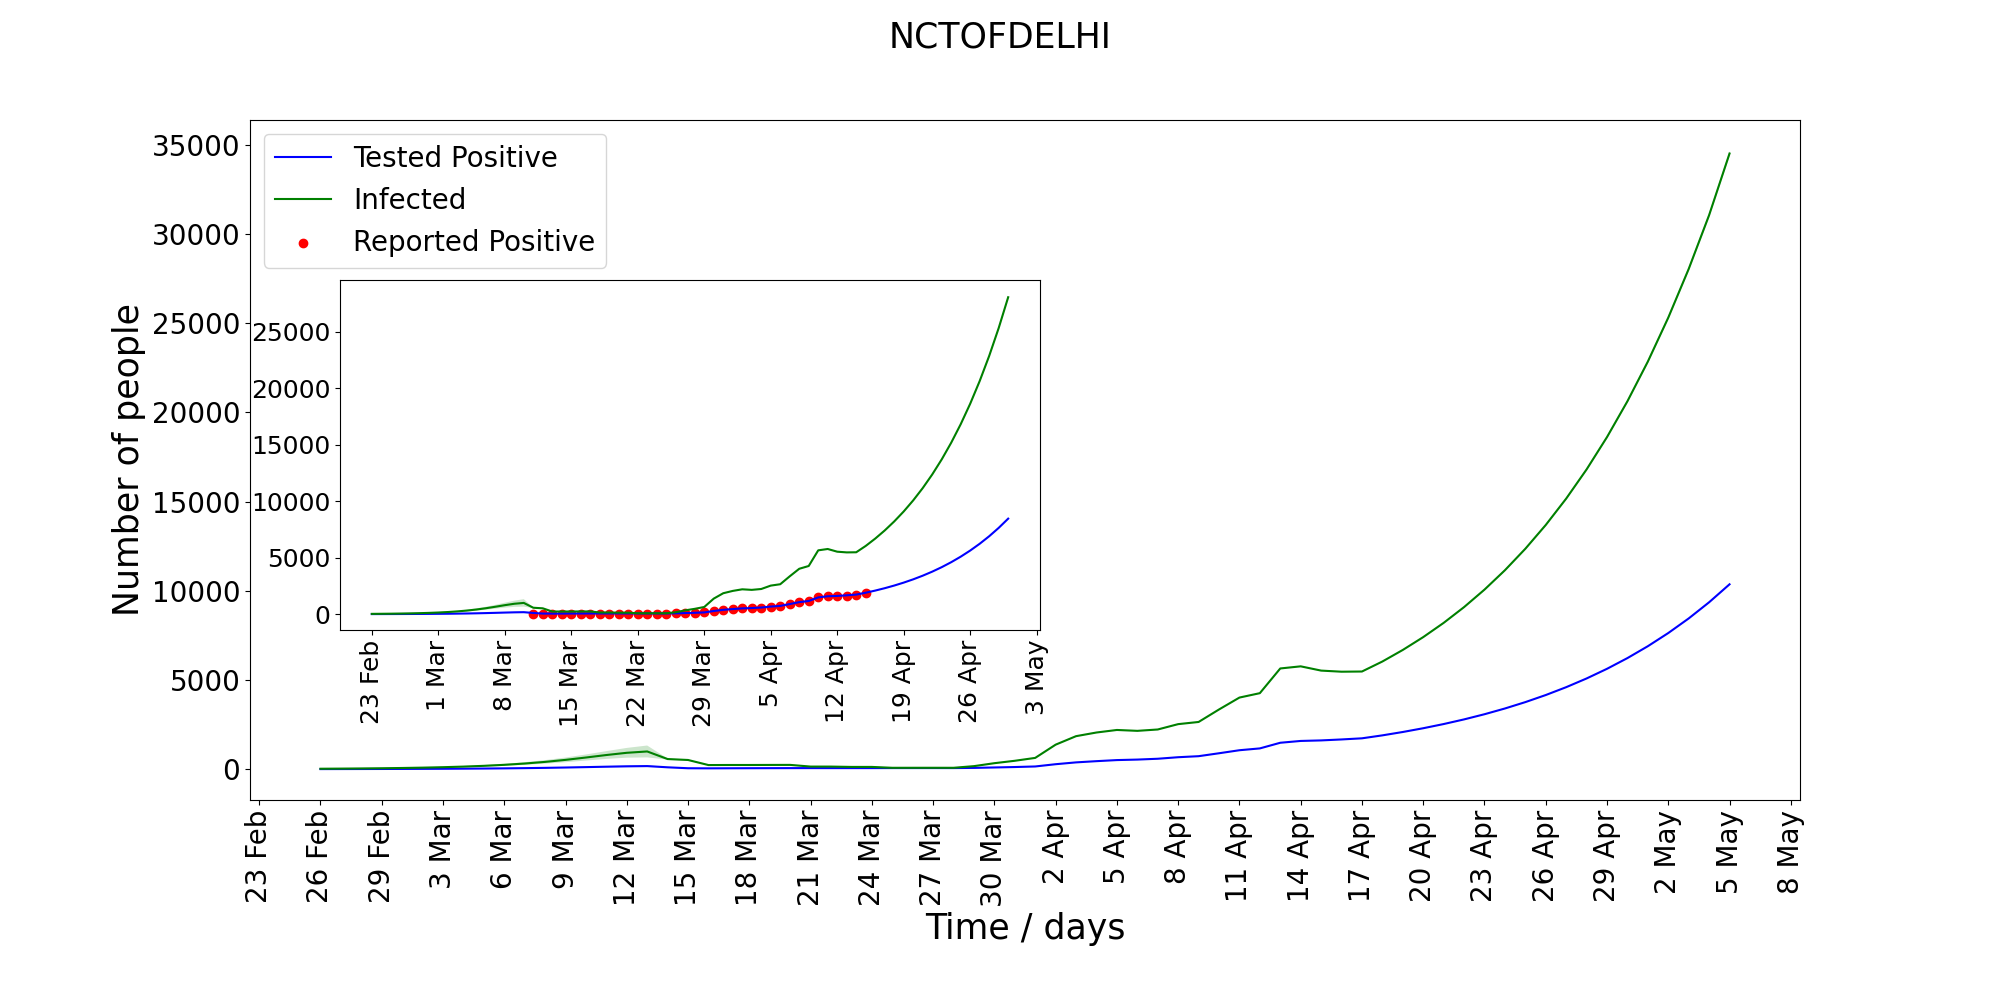 NCTOFDELHI
Tested Positive
Infected
Reported Positive
Number of people
35000
30000
25000
20000
15000
10000
5000
0
25000
20000
15000
10000
5000
0
23 Feb
1 Mar
8 Mar
15 Mar
22 Mar
29 Mar
5 Apr
12 Apr
19 Apr
26 Apr
3 May
23 Feb
26 Feb
29 Feb
3 Mar
6 Mar
9 Mar
12 Mar
15 Mar
18 Mar
21 Mar
24 Mar
27 Mar
30 Mar
2 Apr
5 Apr
8 Apr
11 Apr
14 Apr
17 Apr
20 Apr
23 Apr
26 Apr
29 Apr
2 May
5 May
8 May
Time / days